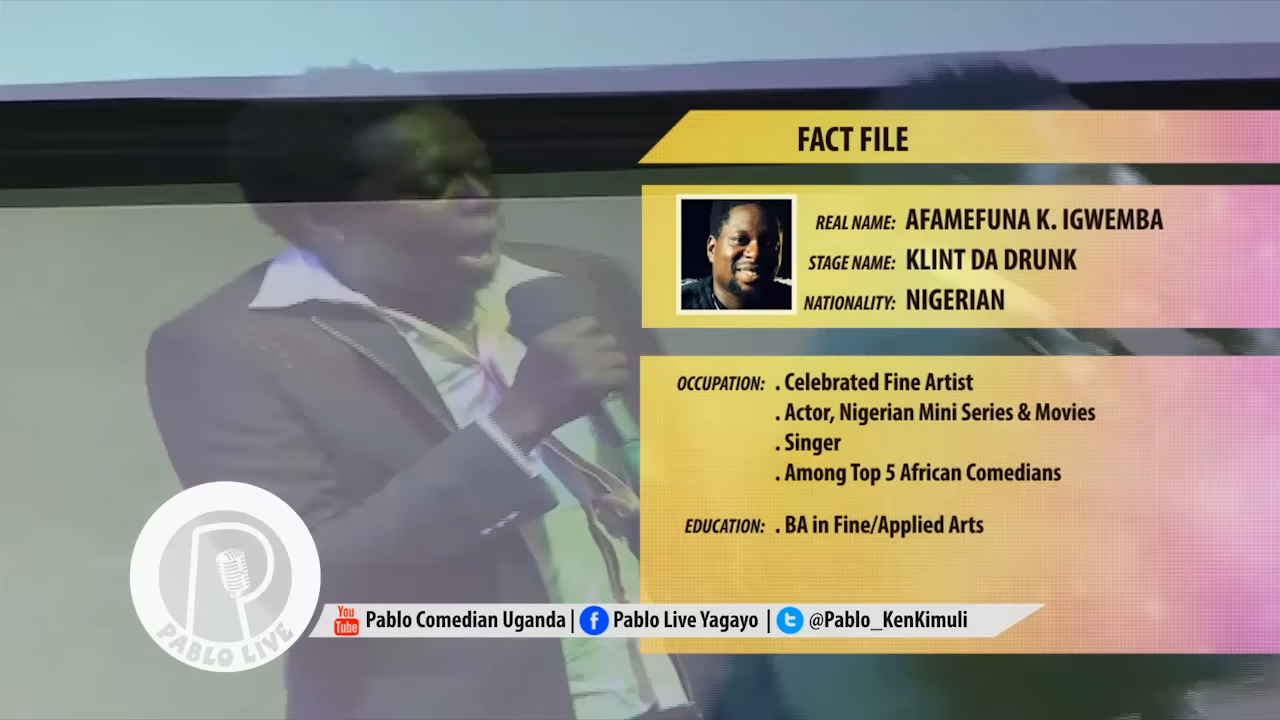 FACT FILE
REAL NAME: AFAMEFUNA K. IGWEMBA
STAGE NAME: KLINT DA DRUNK
NATIONALITY: NIGERIAN
OCCUPATION: . Celebrated Fine Artist
. Actor, Nigerian Mini Series & Movies
. Singer
. Among Top 5 African Comedians
EDUCATION: . BA in Fine/Applied Arts
You Tube Pablo Comedian Uganda | f Pablo Live Yagayo | t @Pablo_KenKimuli
P
PABLO LIVE